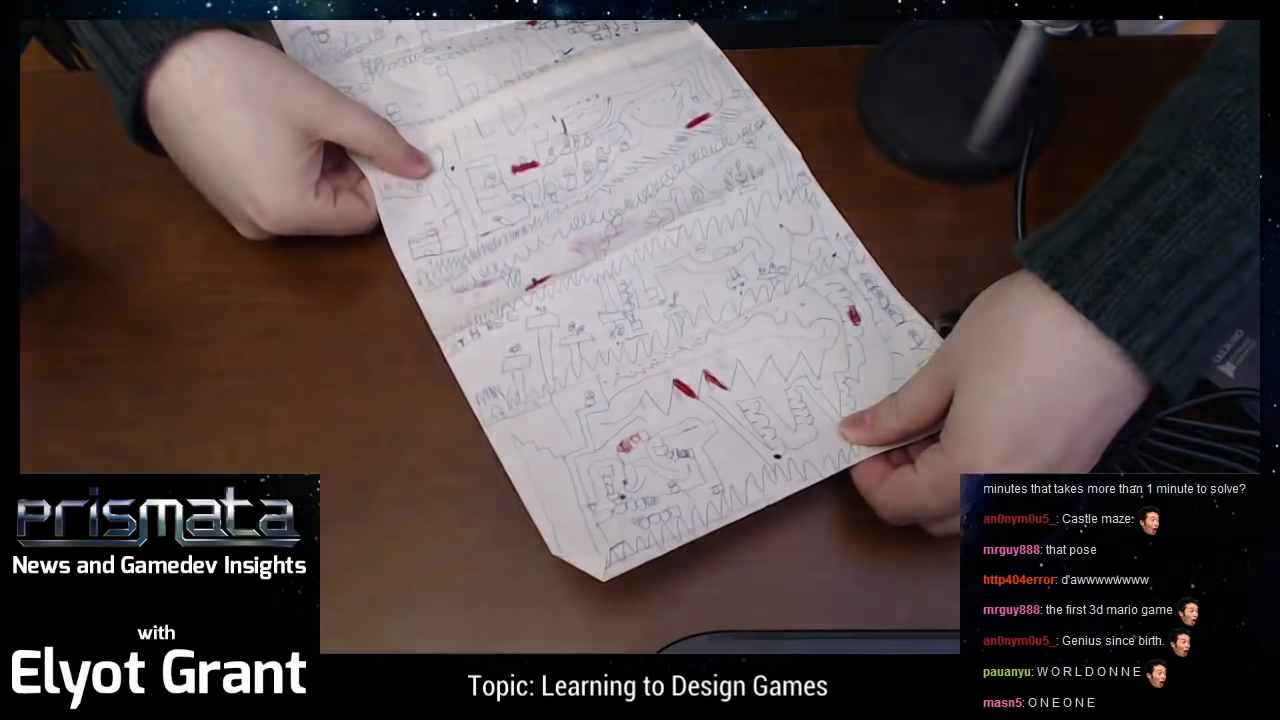 prismata
News and Gamedev Insights
with
Elyot Grant
Topic: Learning to Design Games
minutes that takes more than 1 minute to solve?
an0nym0u5_: Castle maze:
mrguy888: that pose
http404error: d'awwwwwwww
mrguy888: the first 3d mario game
an0nym0u5_: Genius since birth.
pauanyu: W O R L D O N N E
masn5: O N E O N E